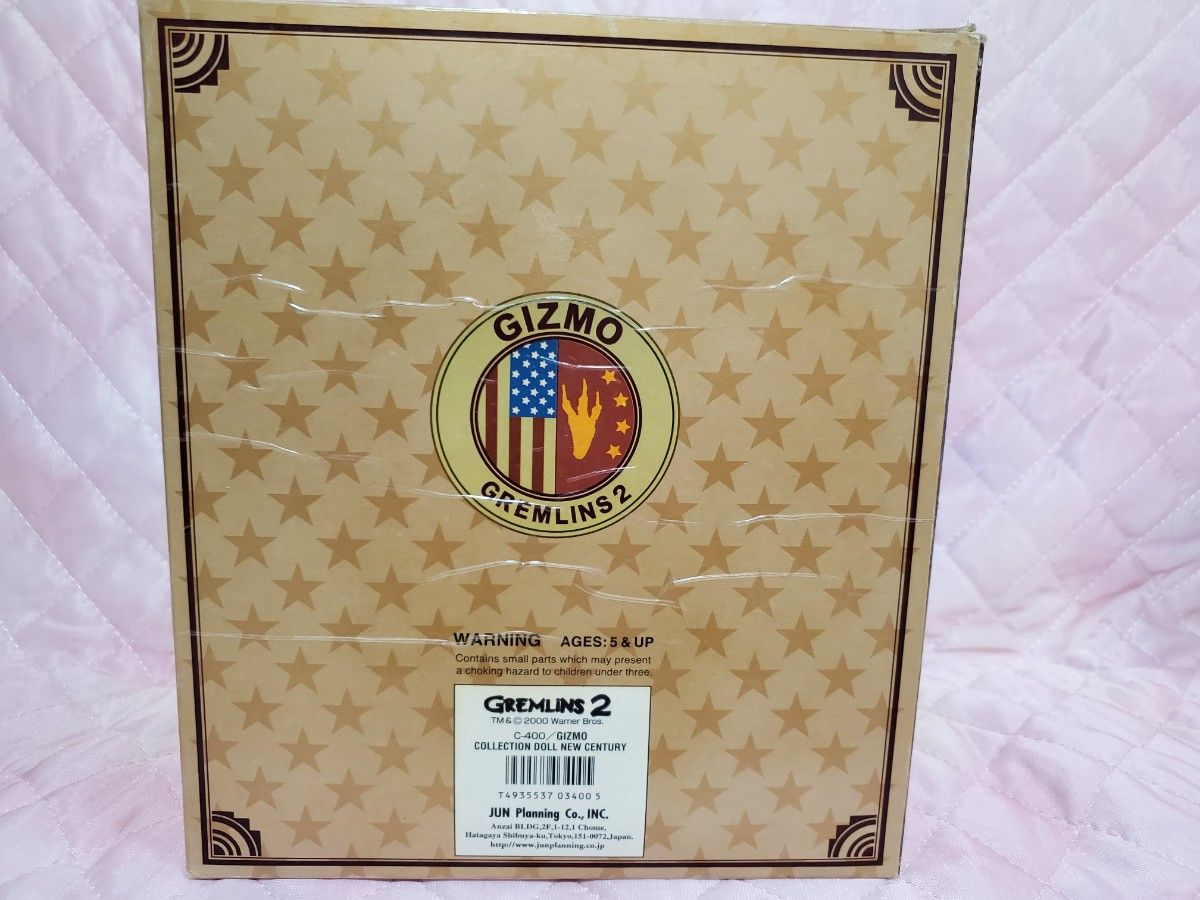 GIZMO
GREMLINS 2
WARNING AGES: 5 & UP
Contains small parts which may present
a choking hazard to children under three.
GREMLINS 2
TM & © 2000 Warner Bros.
C-400/GIZMO
COLLECTION DOLL NEW CENTURY
T4935537 03400 5
JUN Planning Co., INC.
Anzai BLDG,2F,1-12,1 Chome,
Hatagaya Shibuya-ku,Tokyo,151-0072,Japan.
http://www.junplanning.co.jp